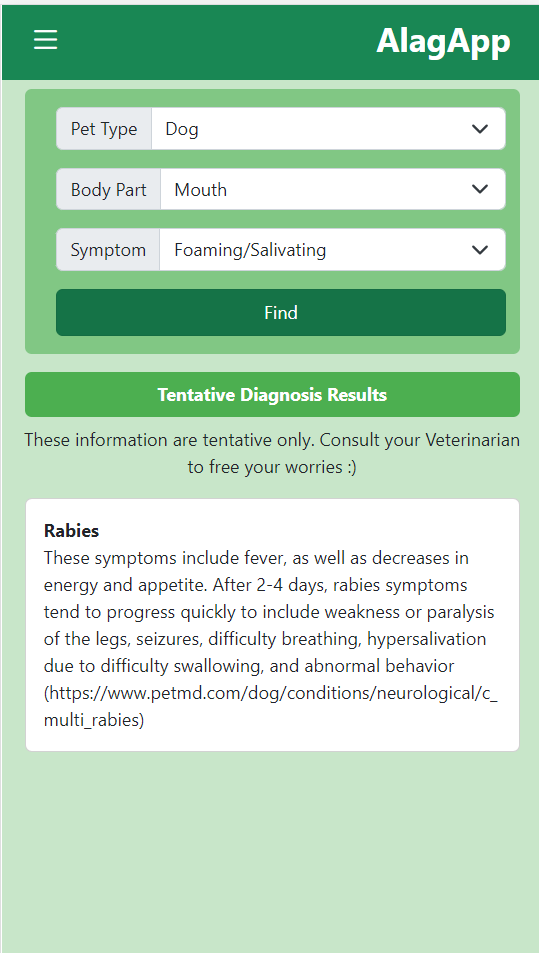 AlagApp
Pet Type Dog
Body Part Mouth
Symptom Foaming/Salivating
Find
Tentative Diagnosis Results
These information are tentative only. Consult your Veterinarian
to free your worries :)
Rabies
These symptoms include fever, as well as decreases in
energy and appetite. After 2-4 days, rabies symptoms
tend to progress quickly to include weakness or paralysis
of the legs, seizures, difficulty breathing, hypersalivation
due to difficulty swallowing, and abnormal behavior
(https://www.petmd.com/dog/conditions/neurological/c_
multi_rabies)